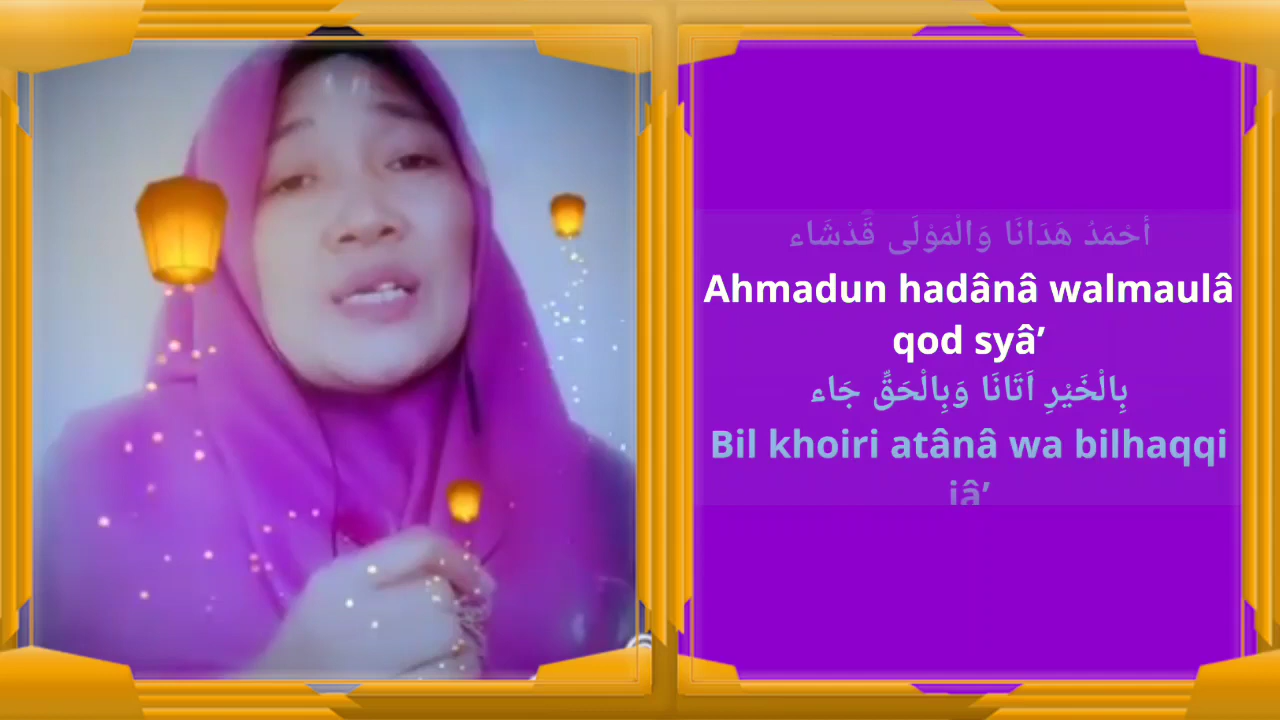 أَحْمَدُ هَدَانَا وَالْمَوْلَى قَدْشَاء
Ahmadun hadânâ walmaulâ
qod syâ’
بِالْخَيْرِ اَتَانَا وَبِالْحَقِّ جَاء
Bil khoiri atânâ wa bilhaqqi
jâ’